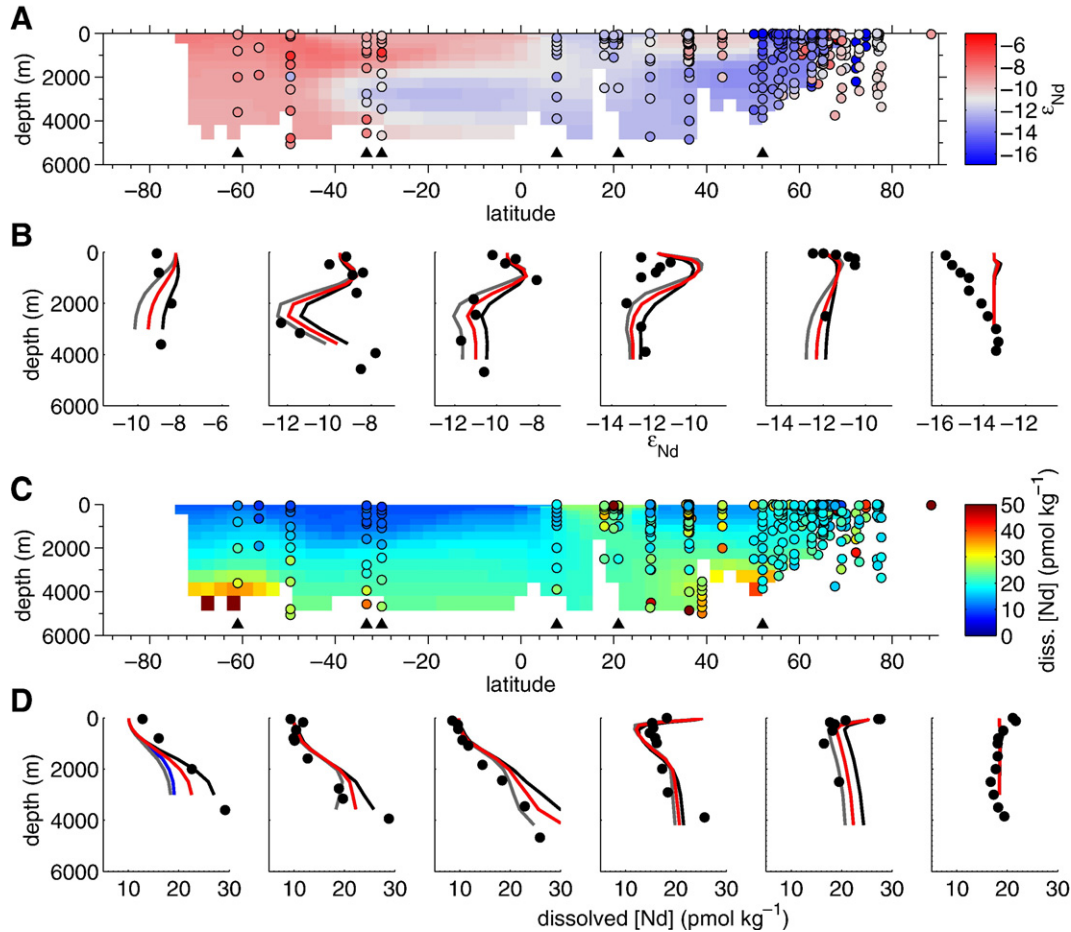 A
depth (m)
0
2000
4000
6000
−80 −60 −40 −20 0 20 40 60 80
latitude
−6
−8
−10
−12
−14
−16
εNd
B
depth (m)
0
2000
4000
6000
−10 −8 −6
−12 −10 −8
−12 −10 −8
−14 −12 −10
−14 −12 −10
−16 −14 −12
εNd
C
depth (m)
0
2000
4000
6000
−80 −60 −40 −20 0 20 40 60 80
latitude
50
40
30
20
10
0
diss. [Nd] (pmol kg−1)
D
depth (m)
0
2000
4000
6000
10 20 30
10 20 30
10 20 30
10 20 30
10 20 30
10 20 30
dissolved [Nd] (pmol kg−1)